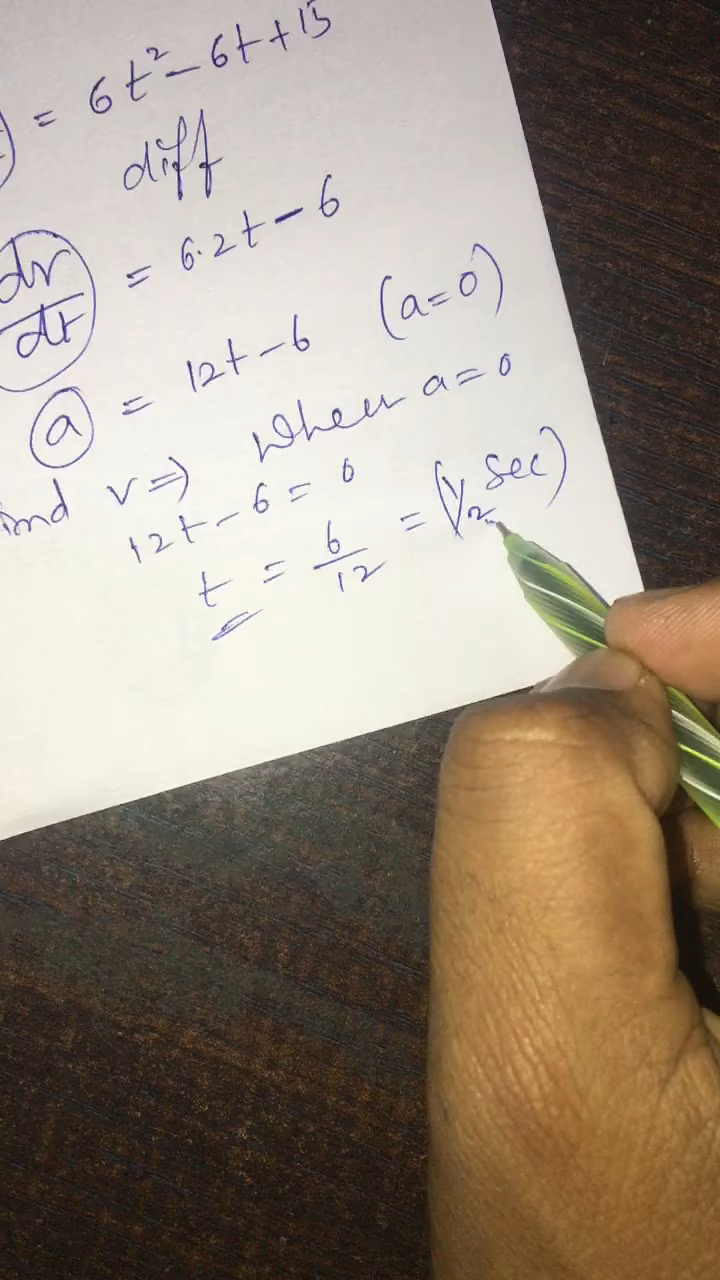 ) = 6t² - 6t + 15
diff
dv/dt = 6.2t - 6
a = 12t - 6 (a=0)
ind v => when a = 0
12t - 6 = 0
t = 6/12 = (1/2 sec)